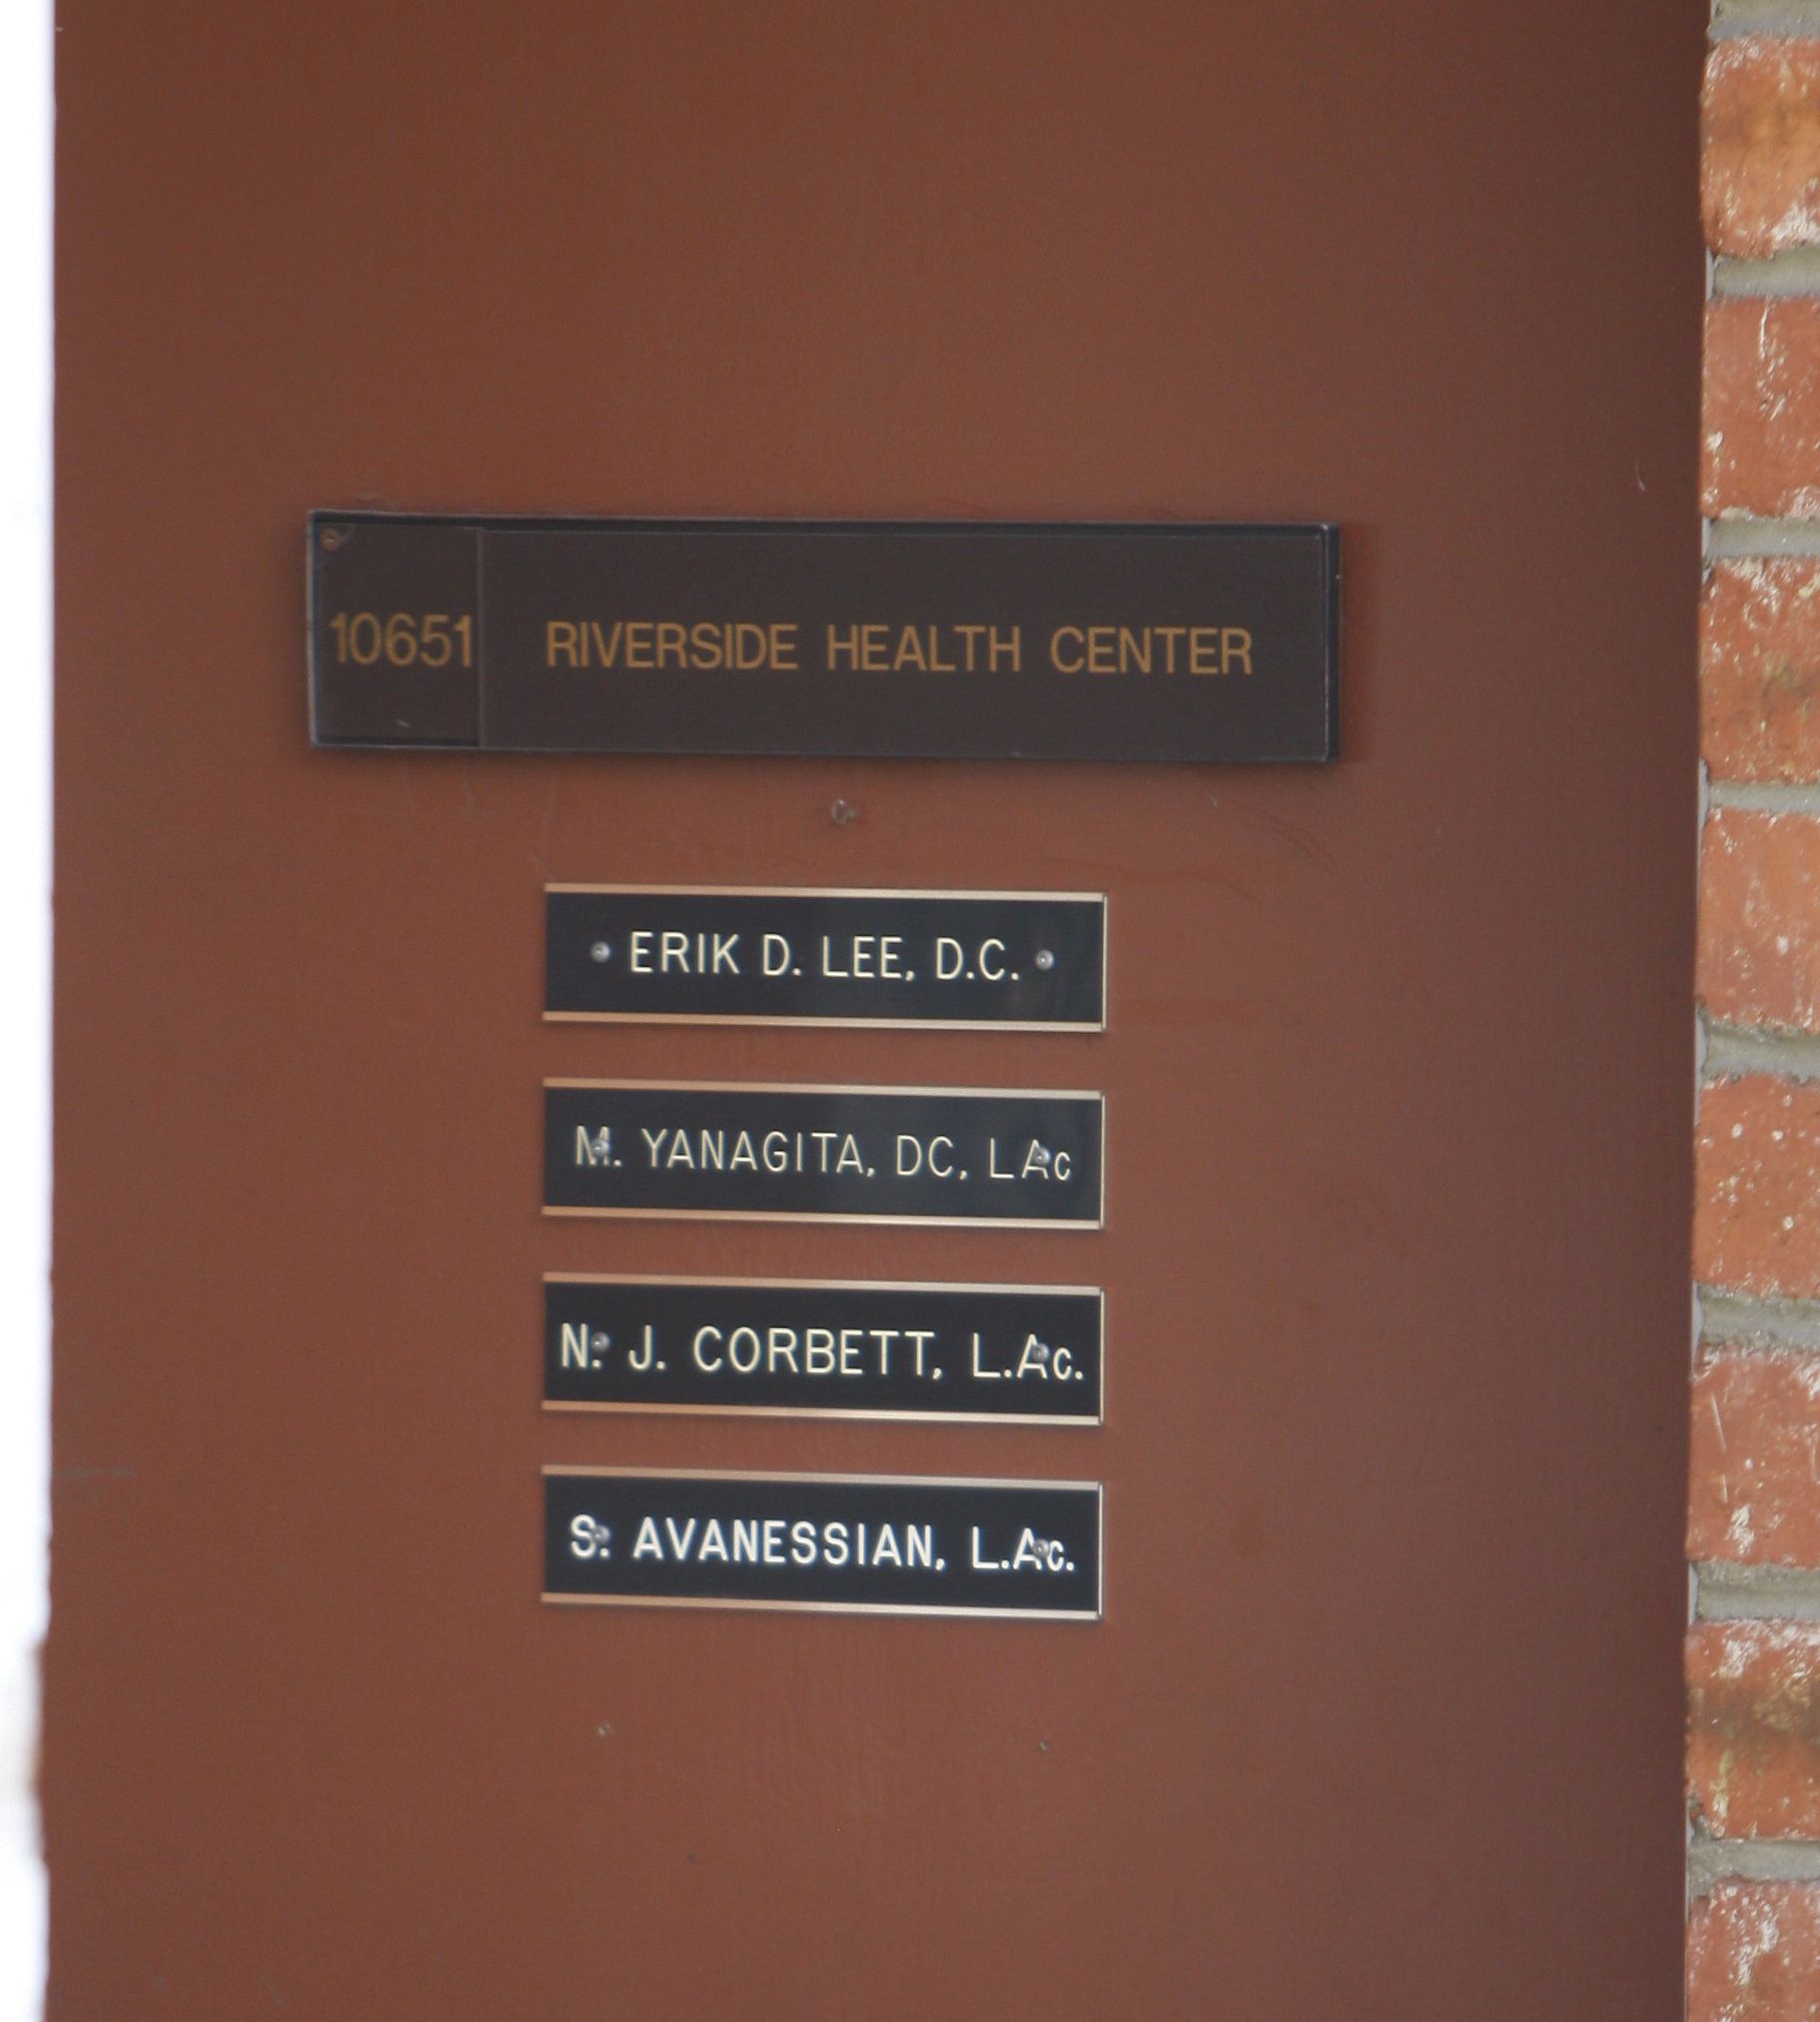 10651 RIVERSIDE HEALTH CENTER
ERIK D. LEE, D.C.
M. YANAGITA, DC, LAc
N. J. CORBETT, L.Ac.
S. AVANESSIAN, L.Ac.